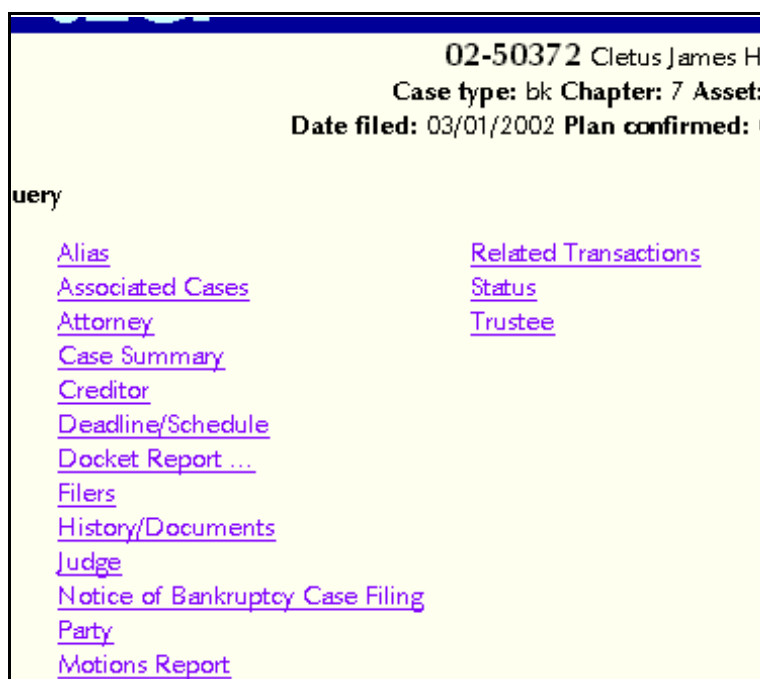 02-50372 Cletus James H
Case type: bk Chapter: 7 Asset:
Date filed: 03/01/2002 Plan confirmed:
uery
Alias
Associated Cases
Attorney
Case Summary
Creditor
Deadline/Schedule
Docket Report ...
Filers
History/Documents
Judge
Notice of Bankruptcy Case Filing
Party
Motions Report
Related Transactions
Status
Trustee